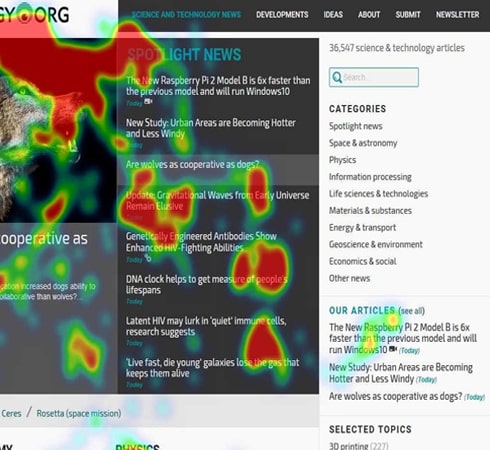 GY ORG
SCIENCE AND TECHNOLOGY NEWS
DEVELOPMENTS
IDEAS
ABOUT
SUBMIT
NEWSLETTER
SPOTLIGHT NEWS
The New Raspberry Pi 2 Model B is 6x faster than
the previous model and will run Windows10
Today
New Study: Urban Areas are Becoming Hotter
and Less Windy
Today
Are wolves as cooperative as dogs?
Today
Update: Gravitational Waves from Early Universe
Remain Elusive
Genetically Engineered Antibodies Show
Enhanced HIV-Fighting Abilities
Today
DNA clock helps to get measure of people's
lifespans
Today
Latent HIV may lurk in 'quiet' immune cells,
research suggests
Today
'Live fast, die young' galaxies lose the gas that
keeps them alive
Today
cooperative as
ation increased dogs ability to
ollaborative than wolves?...
Ceres / Rosetta (space mission)
MY
PHYSICS
36,547 science & technology articles
Search...
CATEGORIES
Spotlight news
Space & astronomy
Physics
Information processing
Life sciences & technologies
Materials & substances
Energy & transport
Geoscience & environment
Economics & social
Other news
OUR ARTICLES (see all)
The New Raspberry Pi 2 Model B is 6x
faster than the previous model and will
run Windows10 (Today)
New Study: Urban Areas are Becoming
Hotter and Less Windy (Today)
Are wolves as cooperative as dogs? (Today)
SELECTED TOPICS
3D printing (227)